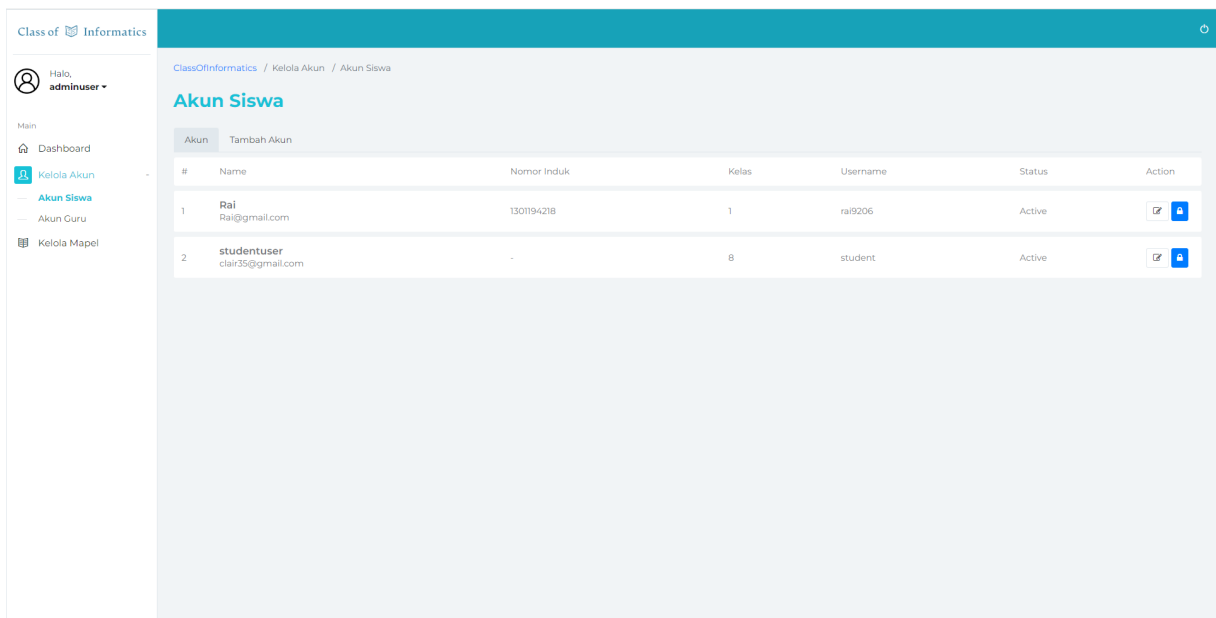 Class of Informatics
Halo,
adminuser
Main
Dashboard
Kelola Akun
Akun Siswa
Akun Guru
Kelola Mapel
ClassOfInformatics / Kelola Akun / Akun Siswa
Akun Siswa
Akun Tambah Akun
# Name Nomor Induk Kelas Username Status Action
1 Rai 1301194218 1 rai9206 Active
Rai@gmail.com
2 studentuser - 8 student Active
clair35@gmail.com